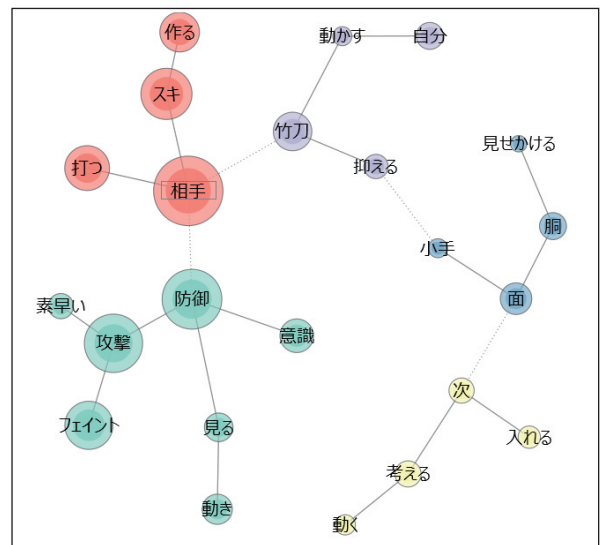 作る
動かす
自分
スキ
竹刀
見せかける
打つ
抑える
相手
胴
小手
防御
面
素早い
攻撃
意識
次
フェイント
見る
入れる
考える
動き
動く